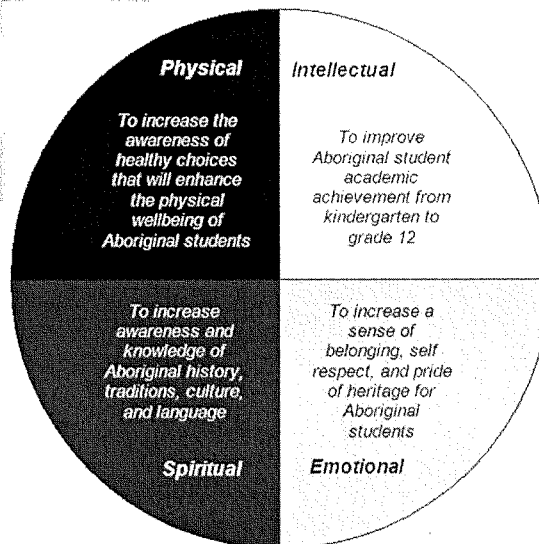 Physical
To increase the
awareness of
healthy choices
that will enhance
the physical
wellbeing of
Aboriginal students
Intellectual
To improve
Aboriginal student
academic
achievement from
kindergarten to
grade 12
To increase
awareness and
knowledge of
Aboriginal history,
traditions, culture,
and language
Spiritual
To increase a
sense of
belonging, self
respect, and pride
of heritage for
Aboriginal
students
Emotional